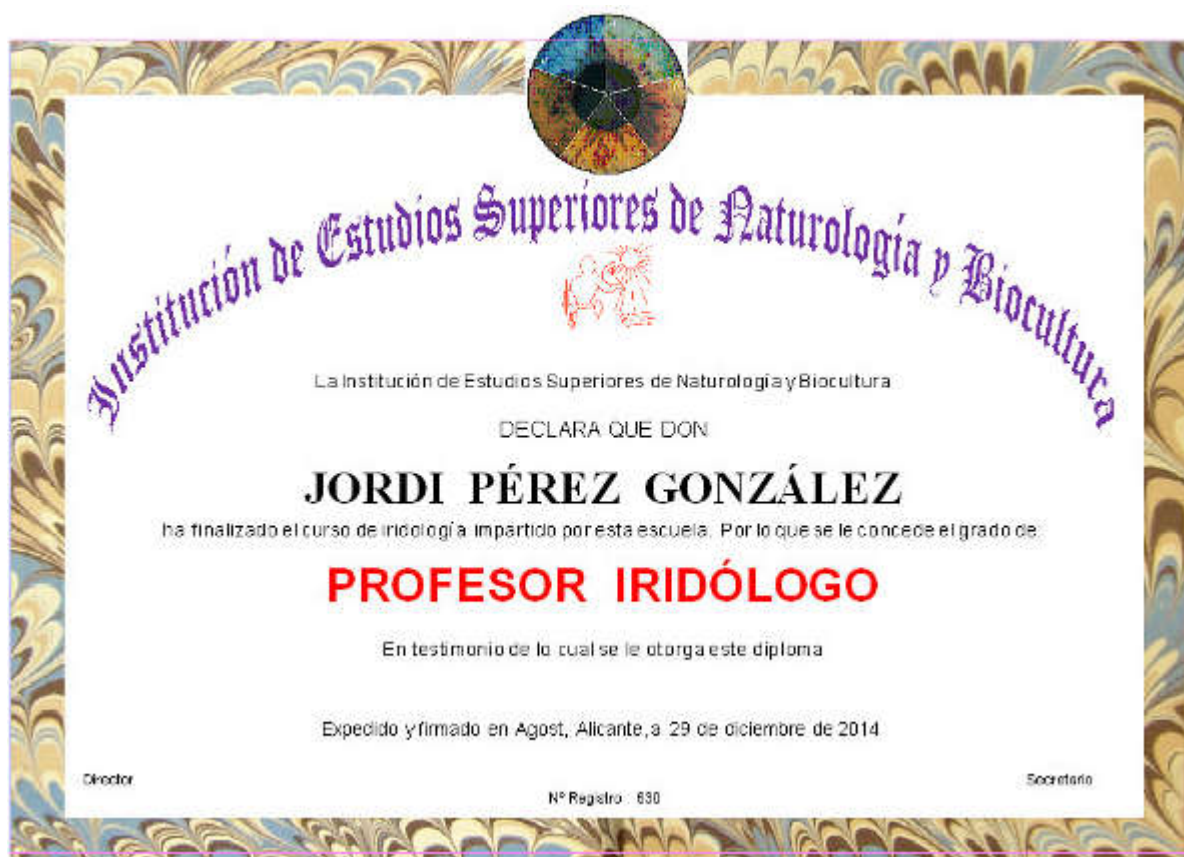 Institución de Estudios Superiores de Naturología y Biocultura
La Institución de Estudios Superiores de Naturología y Biocultura
DECLARA QUE DON
JORDI PÉREZ GONZÁLEZ
ha finalizado el curso de iridología impartido por esta escuela. Por lo que se le concede el grado de:
PROFESOR IRIDÓLOGO
En testimonio de lo cual se le otorga este diploma
Expedido y firmado en Agost, Alicante, a 29 de diciembre de 2014
Director
Secretario
Nº Registro : 630